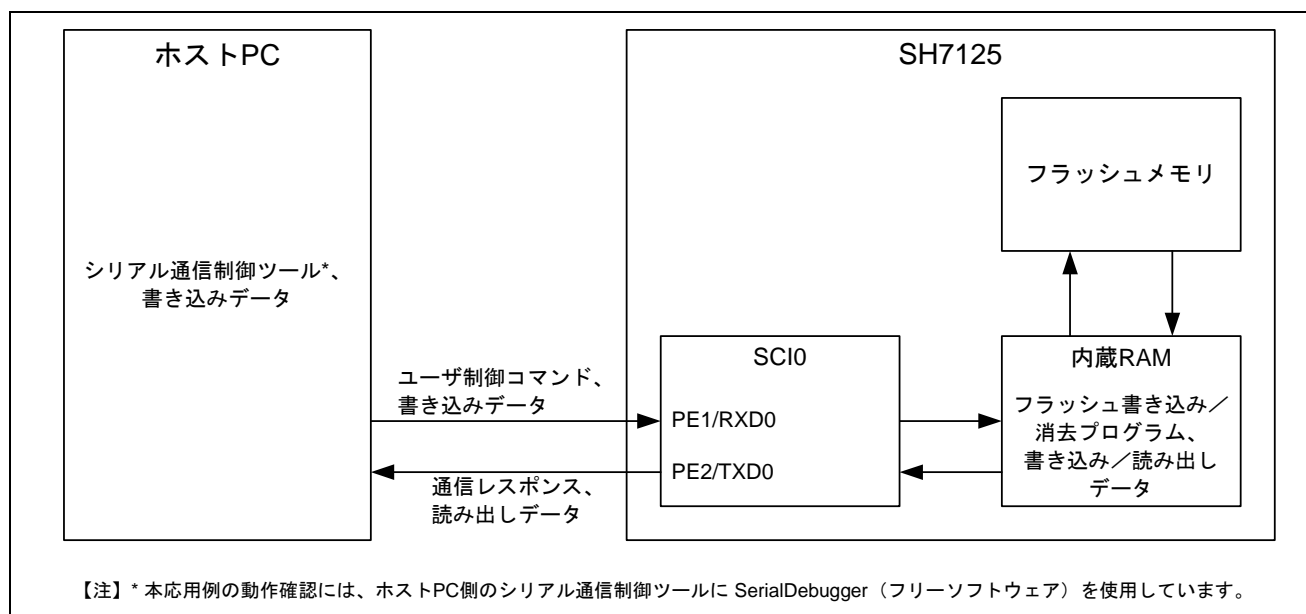 ホストPC
シリアル通信制御ツール*、
書き込みデータ
ユーザ制御コマンド、
書き込みデータ
通信レスポンス、
読み出しデータ
SH7125
SCI0
PE1/RXD0
PE2/TXD0
フラッシュメモリ
内蔵RAM
フラッシュ書き込み／
消去プログラム、
書き込み／読み出し
データ
【注】* 本応用例の動作確認には、ホストPC側のシリアル通信制御ツールに SerialDebugger（フリーソフトウェア）を使用しています。